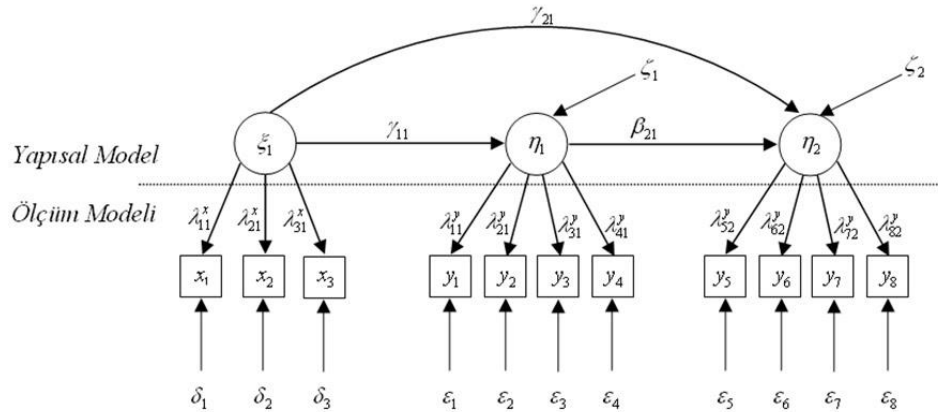 γ₂₁
ζ₁ ζ₂
ξ₁ γ₁₁ η₁ β₂₁ η₂
Yapısal Model
Ölçüm Modeli
λ₁₁ˣ λ₂₁ˣ λ₃₁ˣ λ₁₁ʸ λ₂₁ʸ λ₃₁ʸ λ₄₁ʸ λ₅₂ʸ λ₆₂ʸ λ₇₂ʸ λ₈₂ʸ
x₁ x₂ x₃ y₁ y₂ y₃ y₄ y₅ y₆ y₇ y₈
δ₁ δ₂ δ₃ ε₁ ε₂ ε₃ ε₄ ε₅ ε₆ ε₇ ε₈